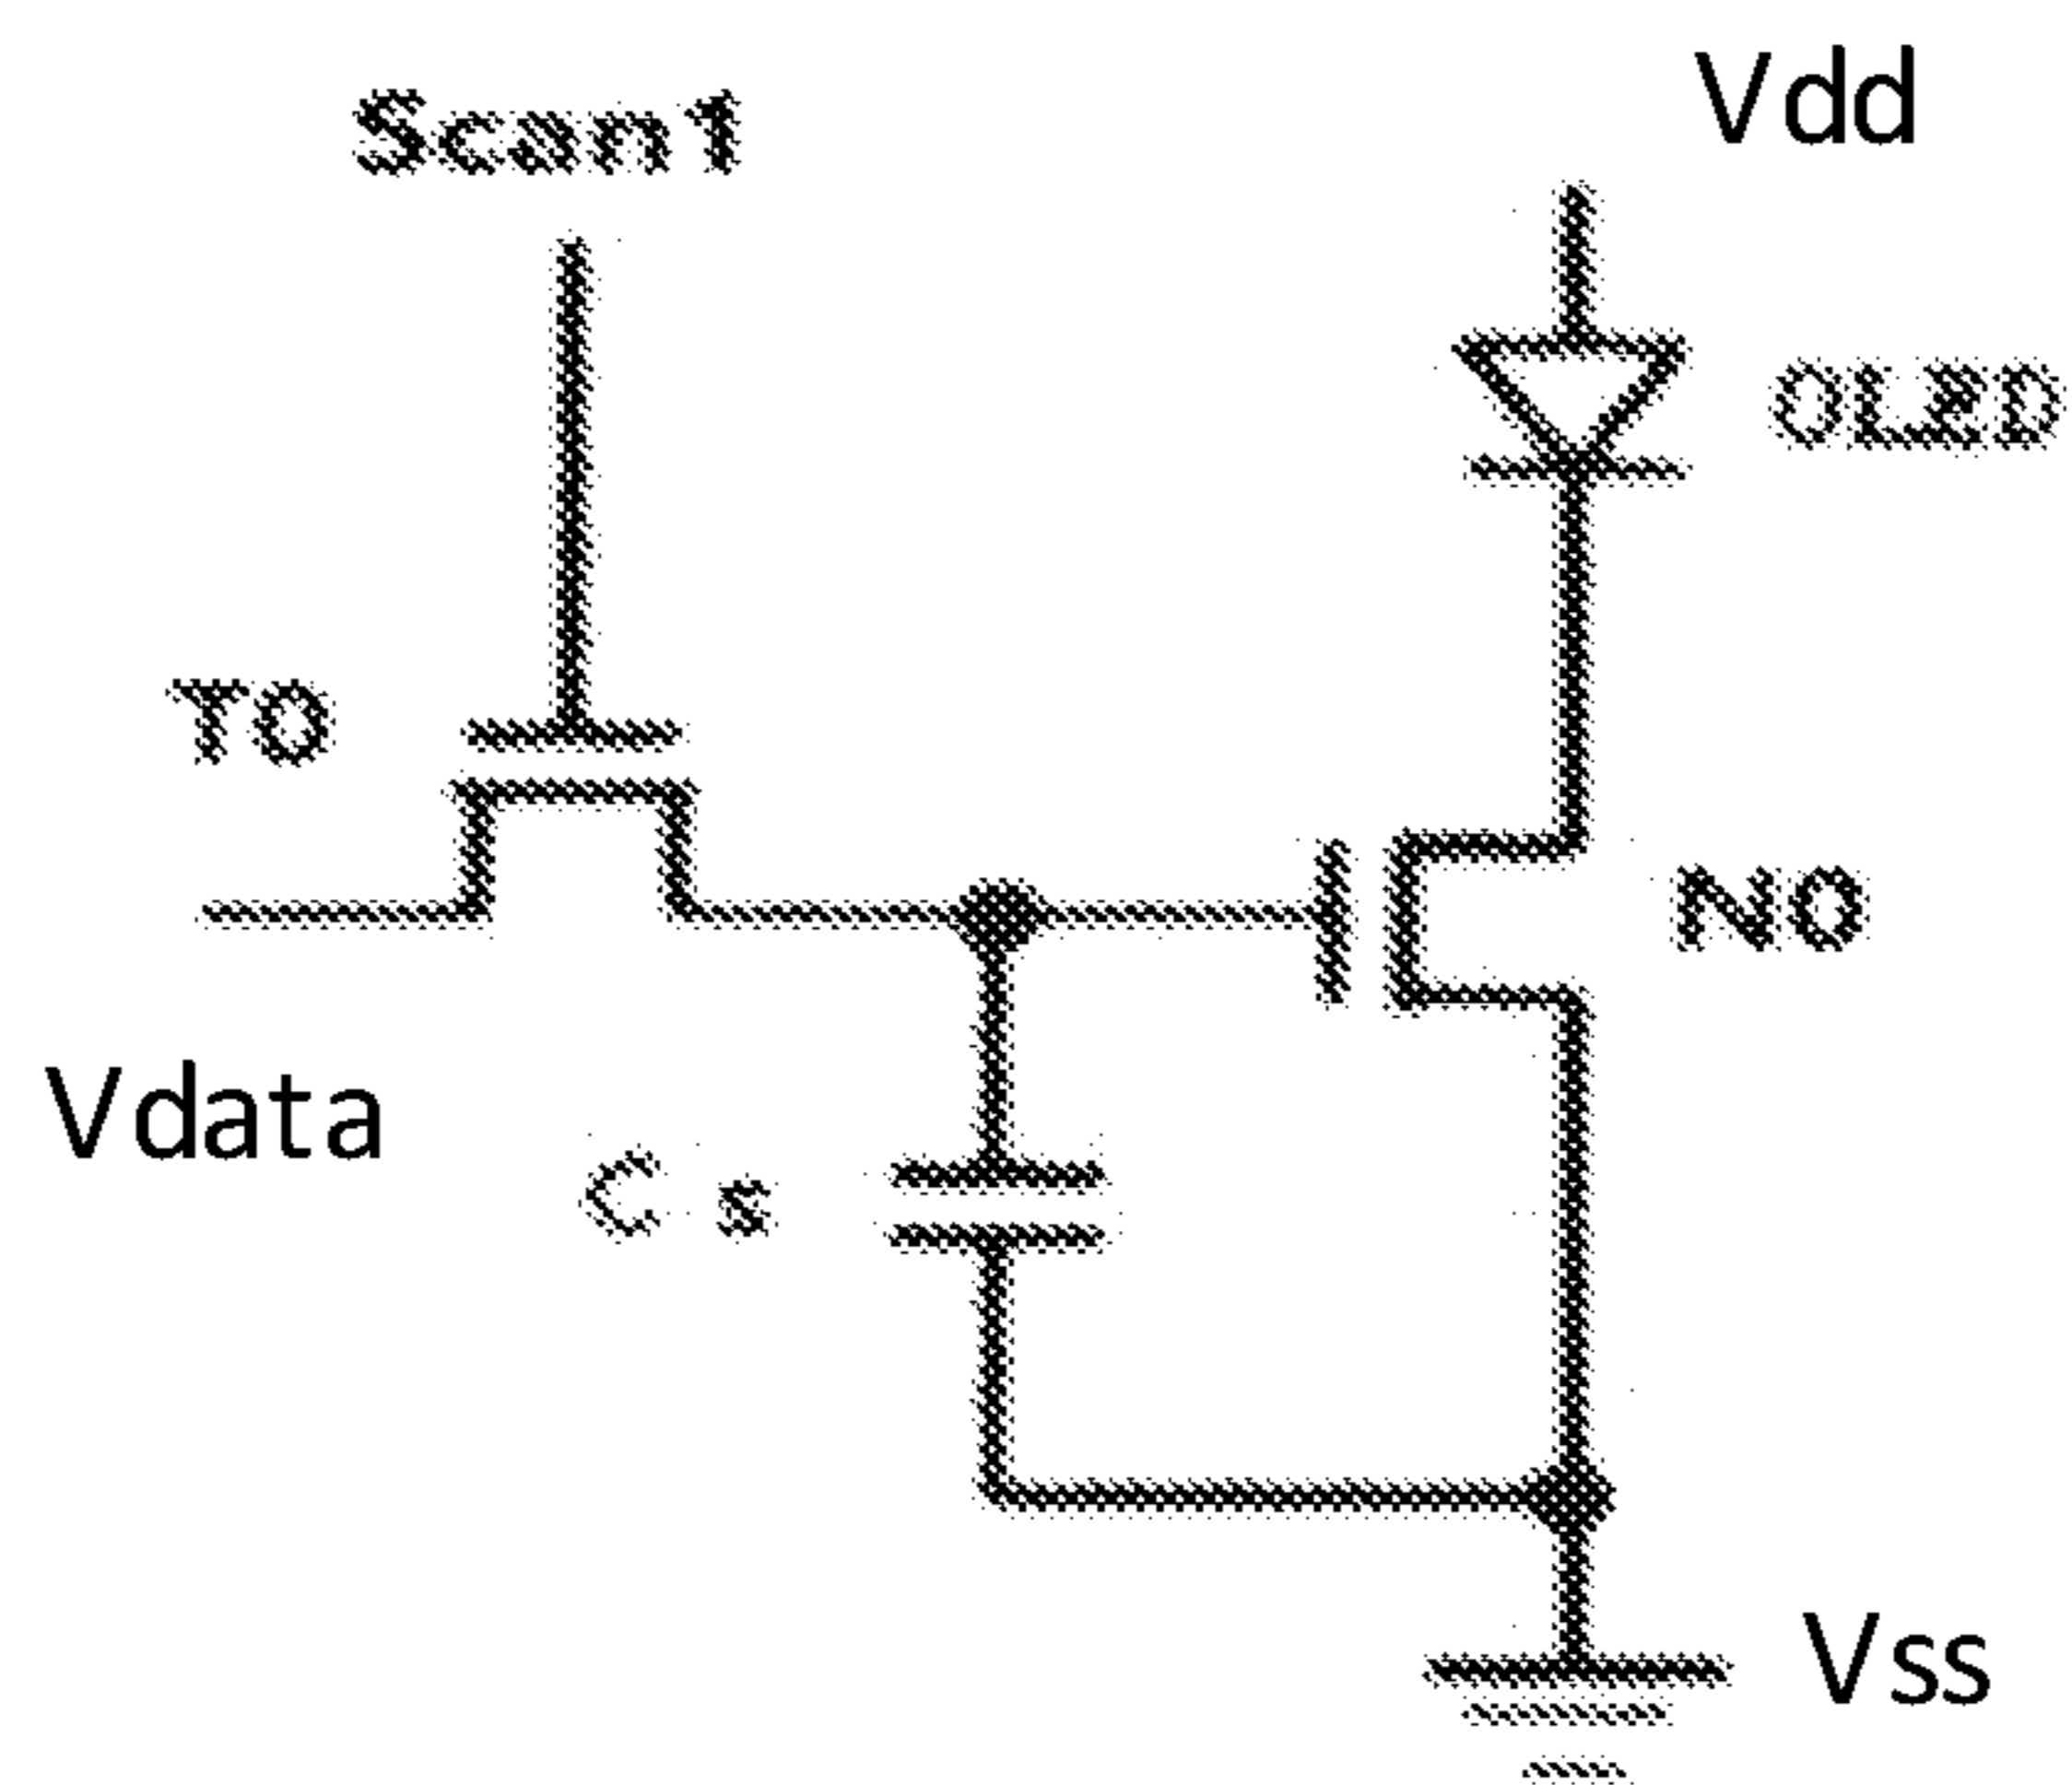 Scan1
Vdd
OLED
T0
N0
Vdata
Cs
Vss